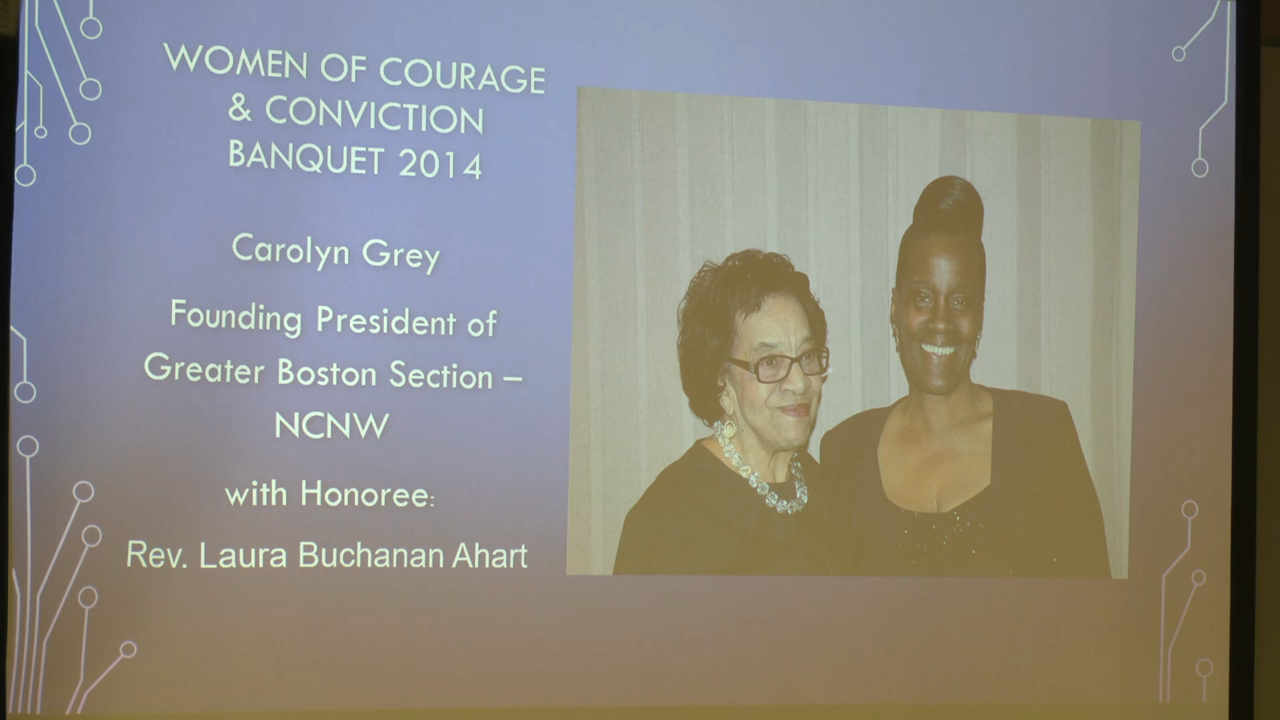 WOMEN OF COURAGE
& CONVICTION
BANQUET 2014
Carolyn Grey
Founding President of
Greater Boston Section –
NCNW
with Honoree:
Rev. Laura Buchanan Ahart